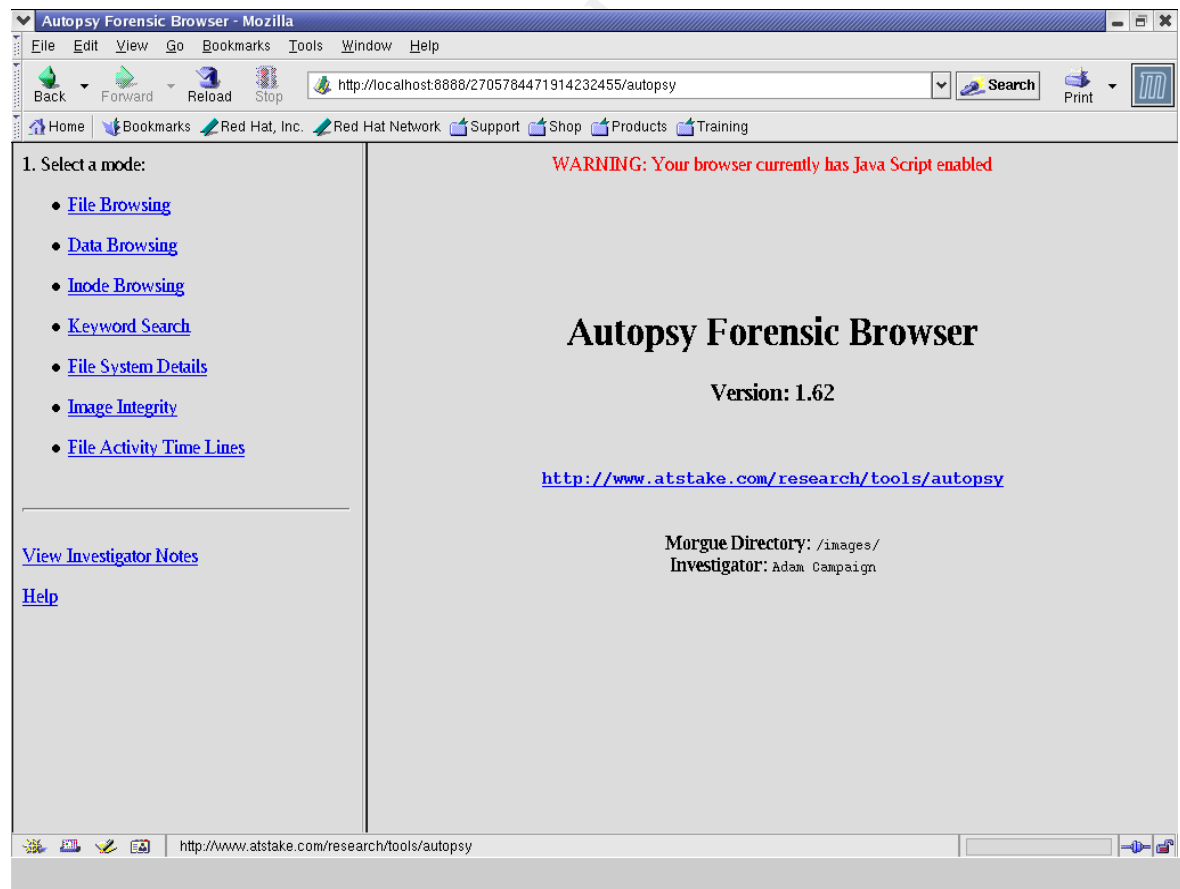 Autopsy Forensic Browser - Mozilla
File Edit View Go Bookmarks Tools Window Help
Back Forward Reload Stop http://localhost:8888/2705784471914232455/autopsy Search Print
Home Bookmarks Red Hat, Inc. Red Hat Network Support Shop Products Training
1. Select a mode:
File Browsing
Data Browsing
Inode Browsing
Keyword Search
File System Details
Image Integrity
File Activity Time Lines
View Investigator Notes
Help
WARNING: Your browser currently has Java Script enabled
Autopsy Forensic Browser
Version: 1.62
http://www.atstake.com/research/tools/autopsy
Morgue Directory: /images/
Investigator: Adam Campaign
http://www.atstake.com/research/tools/autopsy